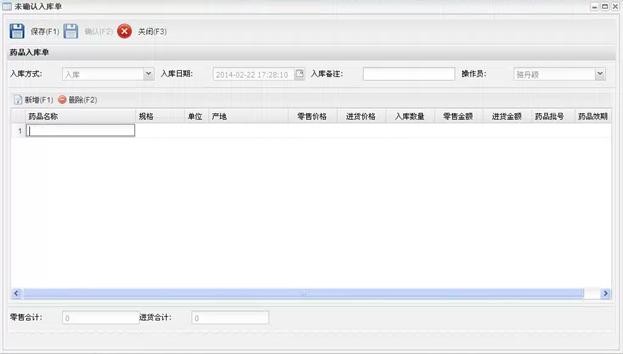 未确认入库单
保存(F1) 确认(F2) 关闭(F3)
药品入库单
入库方式: 入库 入库日期: 2014-02-22 17:28:10 入库备注: 操作员: 骆丹颖
新增(F1) 删除(F2)
药品名称 规格 单位 产地 零售价格 进货价格 入库数量 零售金额 进货金额 药品批号 药品效期
1
零售合计: 0 进货合计: 0